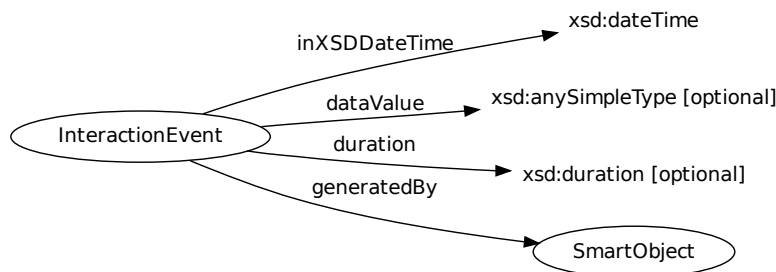 xsd:dateTime
inXSDDateTime
dataValue
xsd:anySimpleType [optional]
InteractionEvent
duration
xsd:duration [optional]
generatedBy
SmartObject